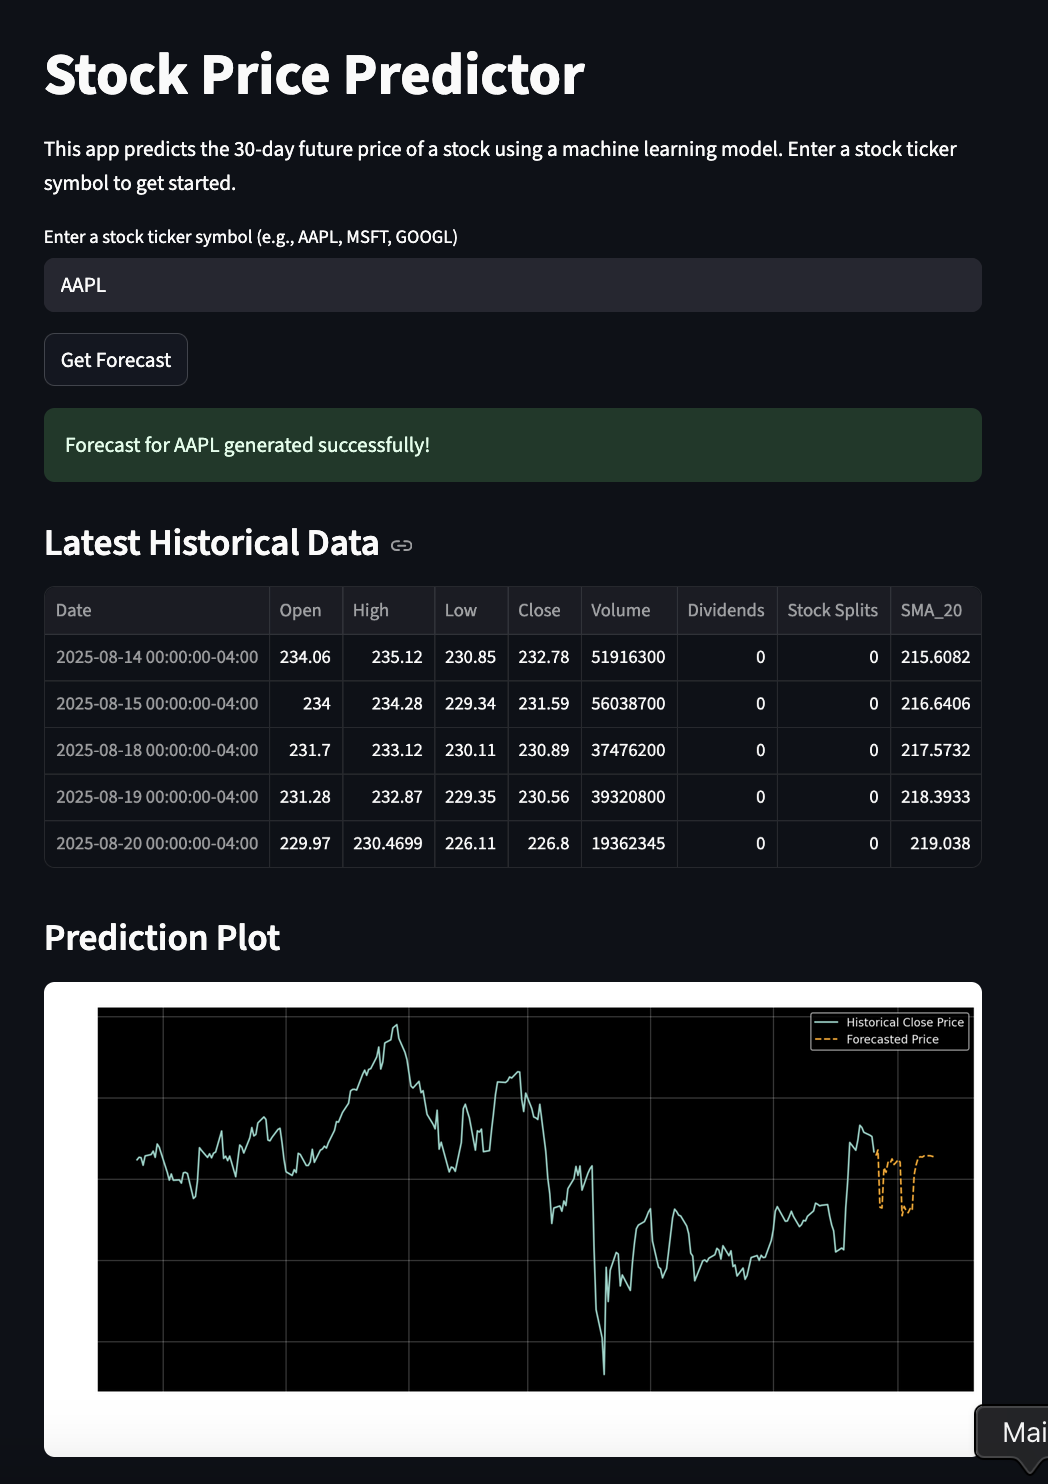 Stock Price Predictor
This app predicts the 30-day future price of a stock using a machine learning model. Enter a stock ticker
symbol to get started.
Enter a stock ticker symbol (e.g., AAPL, MSFT, GOOGL)
AAPL
Get Forecast
Forecast for AAPL generated successfully!
Latest Historical Data
Date Open High Low Close Volume Dividends Stock Splits SMA_20
2025-08-14 00:00:00-04:00 234.06 235.12 230.85 232.78 51916300 0 0 215.6082
2025-08-15 00:00:00-04:00 234 234.28 229.34 231.59 56038700 0 0 216.6406
2025-08-18 00:00:00-04:00 231.7 233.12 230.11 230.89 37476200 0 0 217.5732
2025-08-19 00:00:00-04:00 231.28 232.87 229.35 230.56 39320800 0 0 218.3933
2025-08-20 00:00:00-04:00 229.97 230.4699 226.11 226.8 19362345 0 0 219.038
Prediction Plot
Historical Close Price
Forecasted Price
Mai